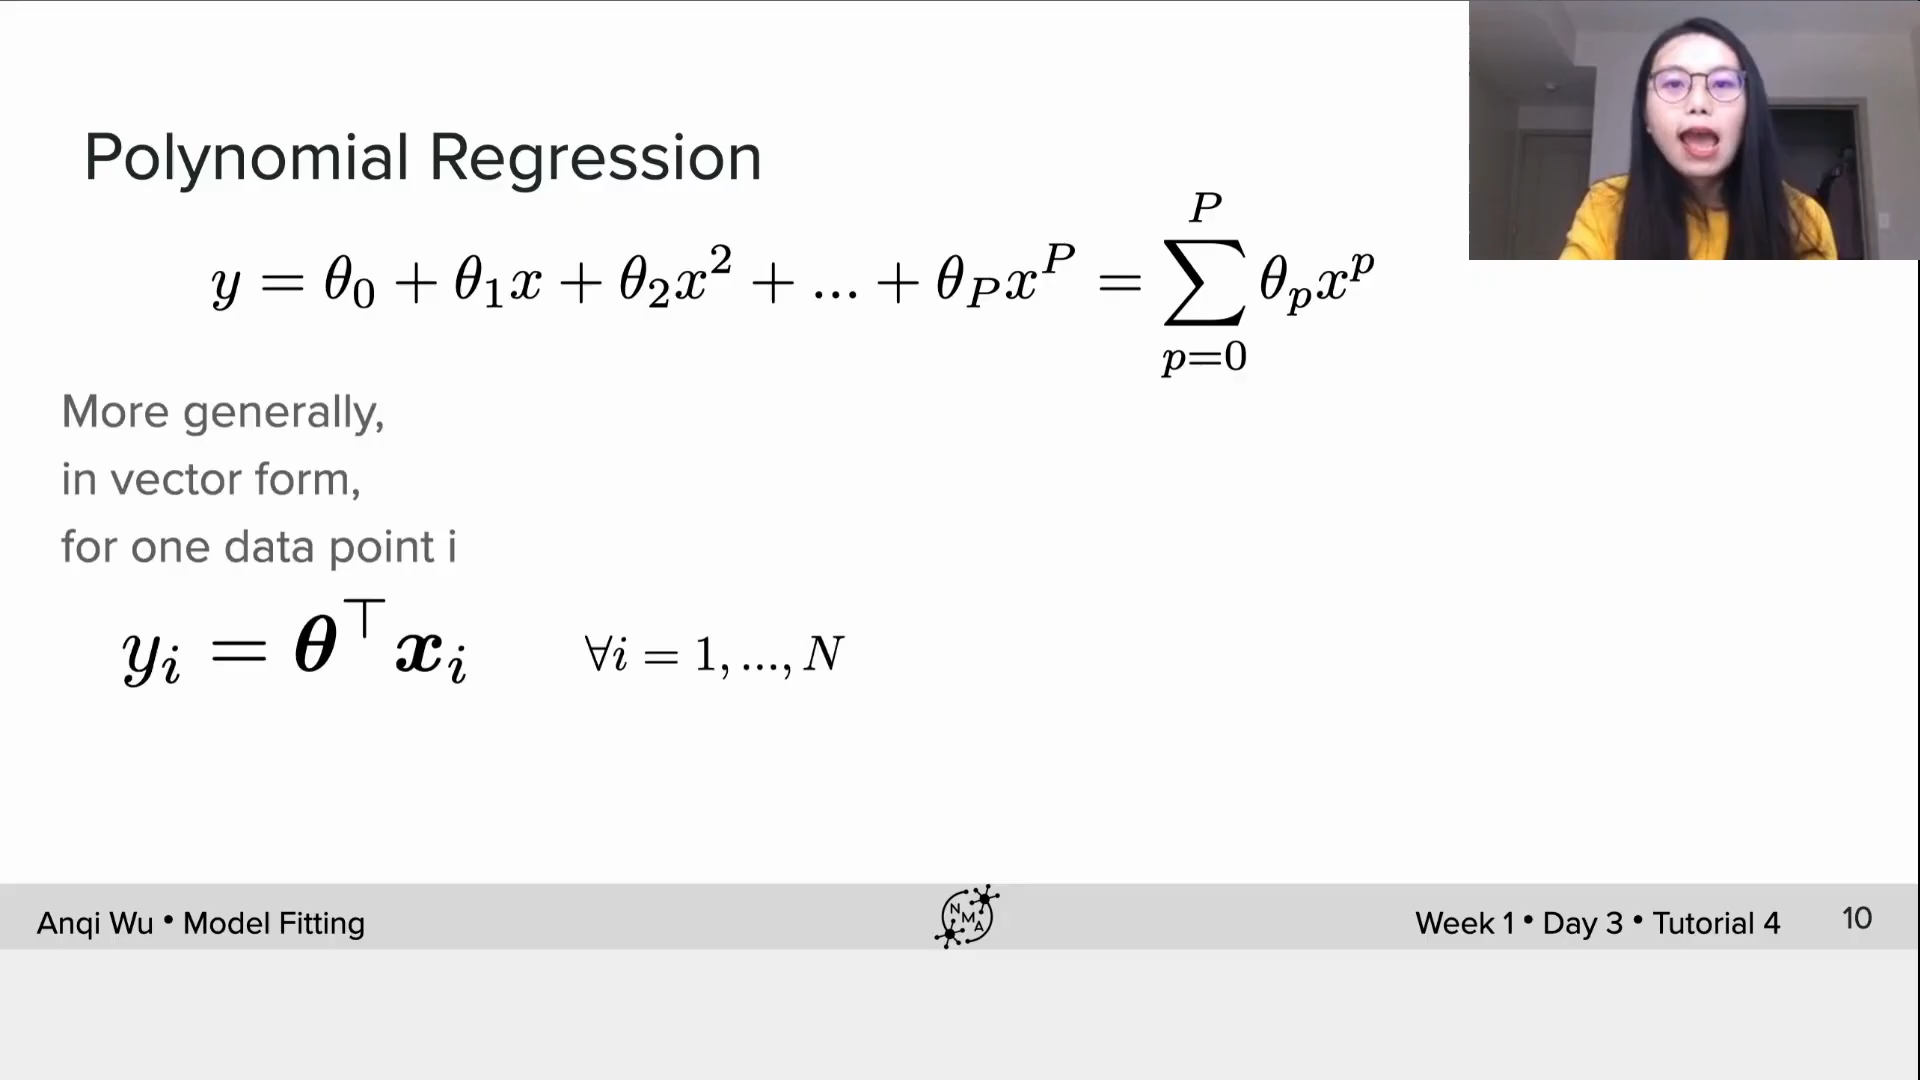 Polynomial Regression
y = θ₀ + θ₁x + θ₂x² + ... + θ_P x^P = ∑_{p=0}^{P} θ_p x^p
More generally,
in vector form,
for one data point i
y_i = θ^⊤ x_i ∀i = 1, ..., N
Anqi Wu • Model Fitting
NMA
Week 1 • Day 3 • Tutorial 4
10